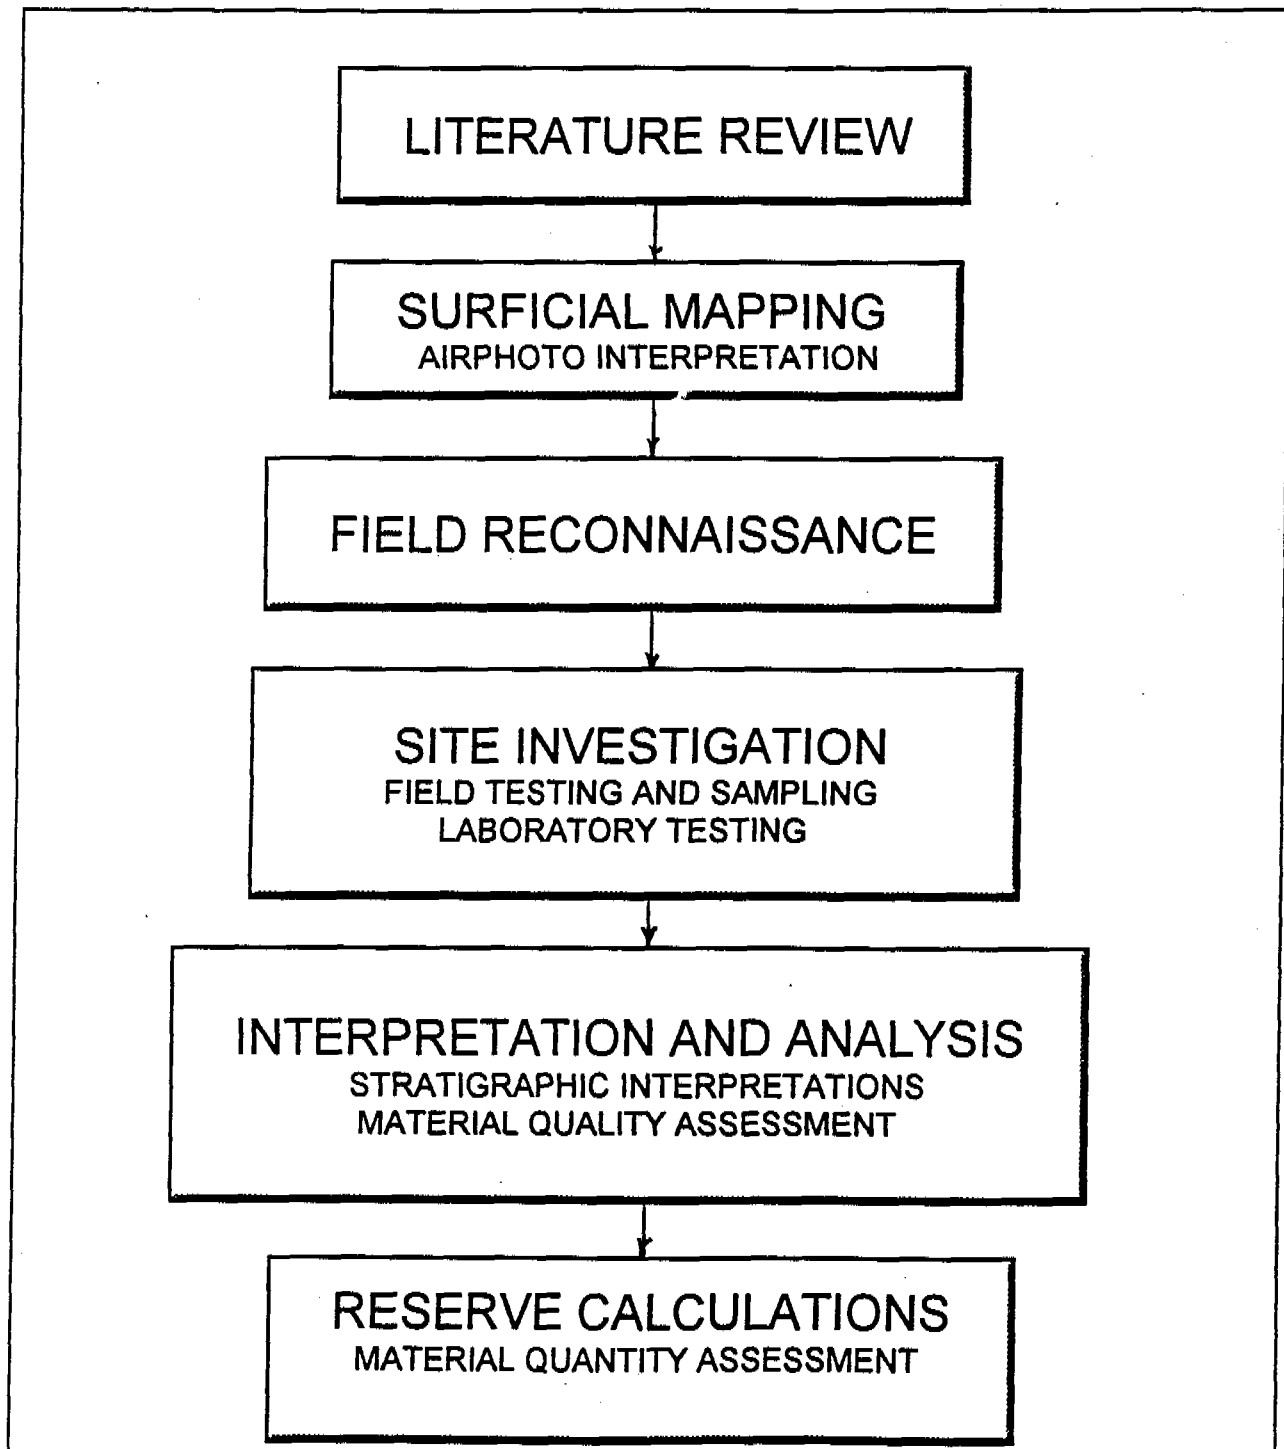 LITERATURE REVIEW
SURFICIAL MAPPING
AIRPHOTO INTERPRETATION
FIELD RECONNAISSANCE
SITE INVESTIGATION
FIELD TESTING AND SAMPLING
LABORATORY TESTING
INTERPRETATION AND ANALYSIS
STRATIGRAPHIC INTERPRETATIONS
MATERIAL QUALITY ASSESSMENT
RESERVE CALCULATIONS
MATERIAL QUANTITY ASSESSMENT